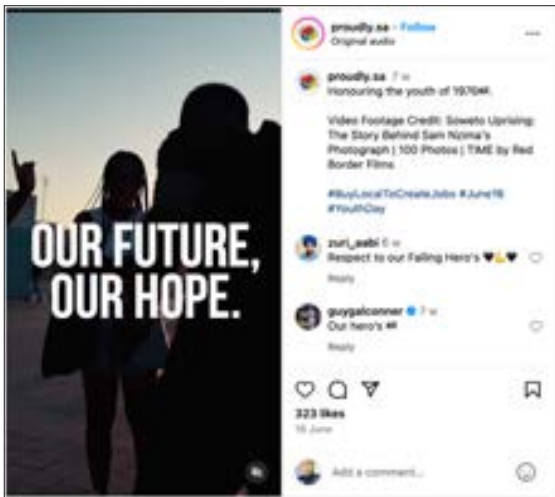 proudly.sa • Follow
Original audio
proudly.sa 7 w
Honouring the youth of 1976
Video Footage Credit: Soweto Uprising:
The Story Behind Sam Nzima's
Photograph | 100 Photos | TIME by Red
Border Films
#BuyLocalToCreateJobs #June16
#YouthDay
OUR FUTURE,
OUR HOPE.
zuri_aabi 6 w
Respect to our Falling Hero's 🖤💪🖤
Reply
guygalconner 7 w
Our hero's
Reply
323 likes
16 June
Add a comment...